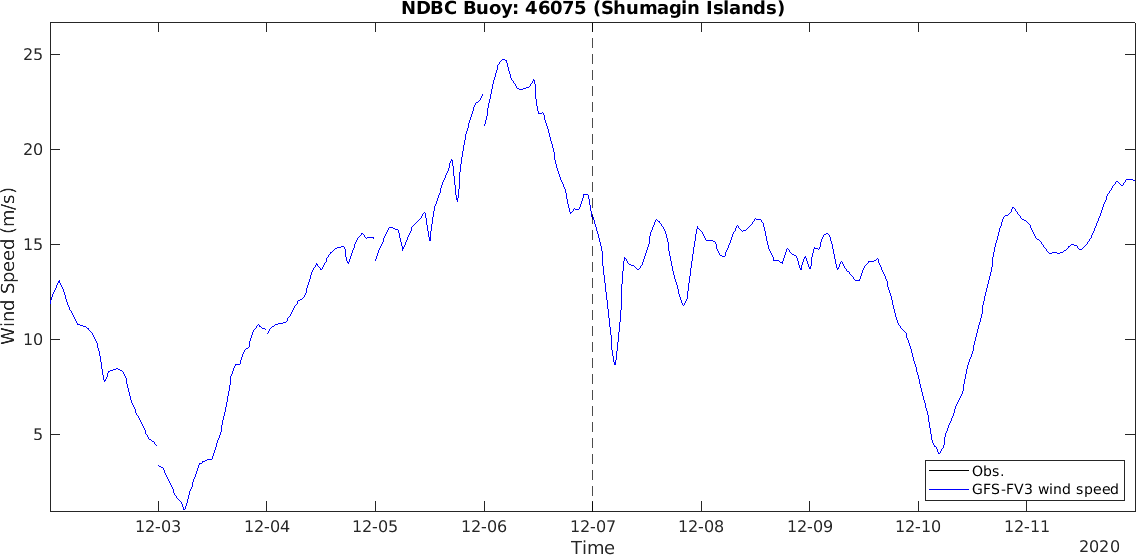 NDBC Buoy: 46075 (Shumagin Islands)
25
20
15
10
5
Wind Speed (m/s)
Obs.
GFS-FV3 wind speed
12-03 12-04 12-05 12-06 12-07 12-08 12-09 12-10 12-11
Time
2020